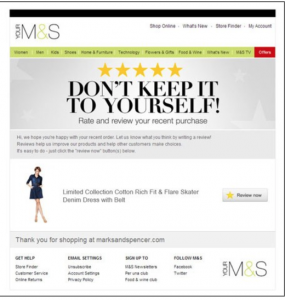 YOUR M&S
Shop Online · What's New · Store Finder · My Account
Women Men Kids Shoes Home & Furniture Technology Flowers & Gifts Food & Wine What's New M&S TV Offers
DON'T KEEP IT
TO YOURSELF!
Rate and review your recent purchase
Hi, we hope you're happy with your recent order. Let us know what you think by writing a review!
Reviews help us improve our products and help other customers make choices.
It's easy to do - just click the "review now" button(s) below.
Limited Collection Cotton Rich Fit & Flare Skater
Denim Dress with Belt
Review now
Thank you for shopping at marksandspencer.com
GET HELP EMAIL SETTINGS SIGN UP TO FOLLOW M&S
Store Finder Unsubscribe M&S Newsletters Facebook
Customer Service Account Settings Per una club Twitter
Online Returns Privacy Policy Food & wine club
YOUR M&S